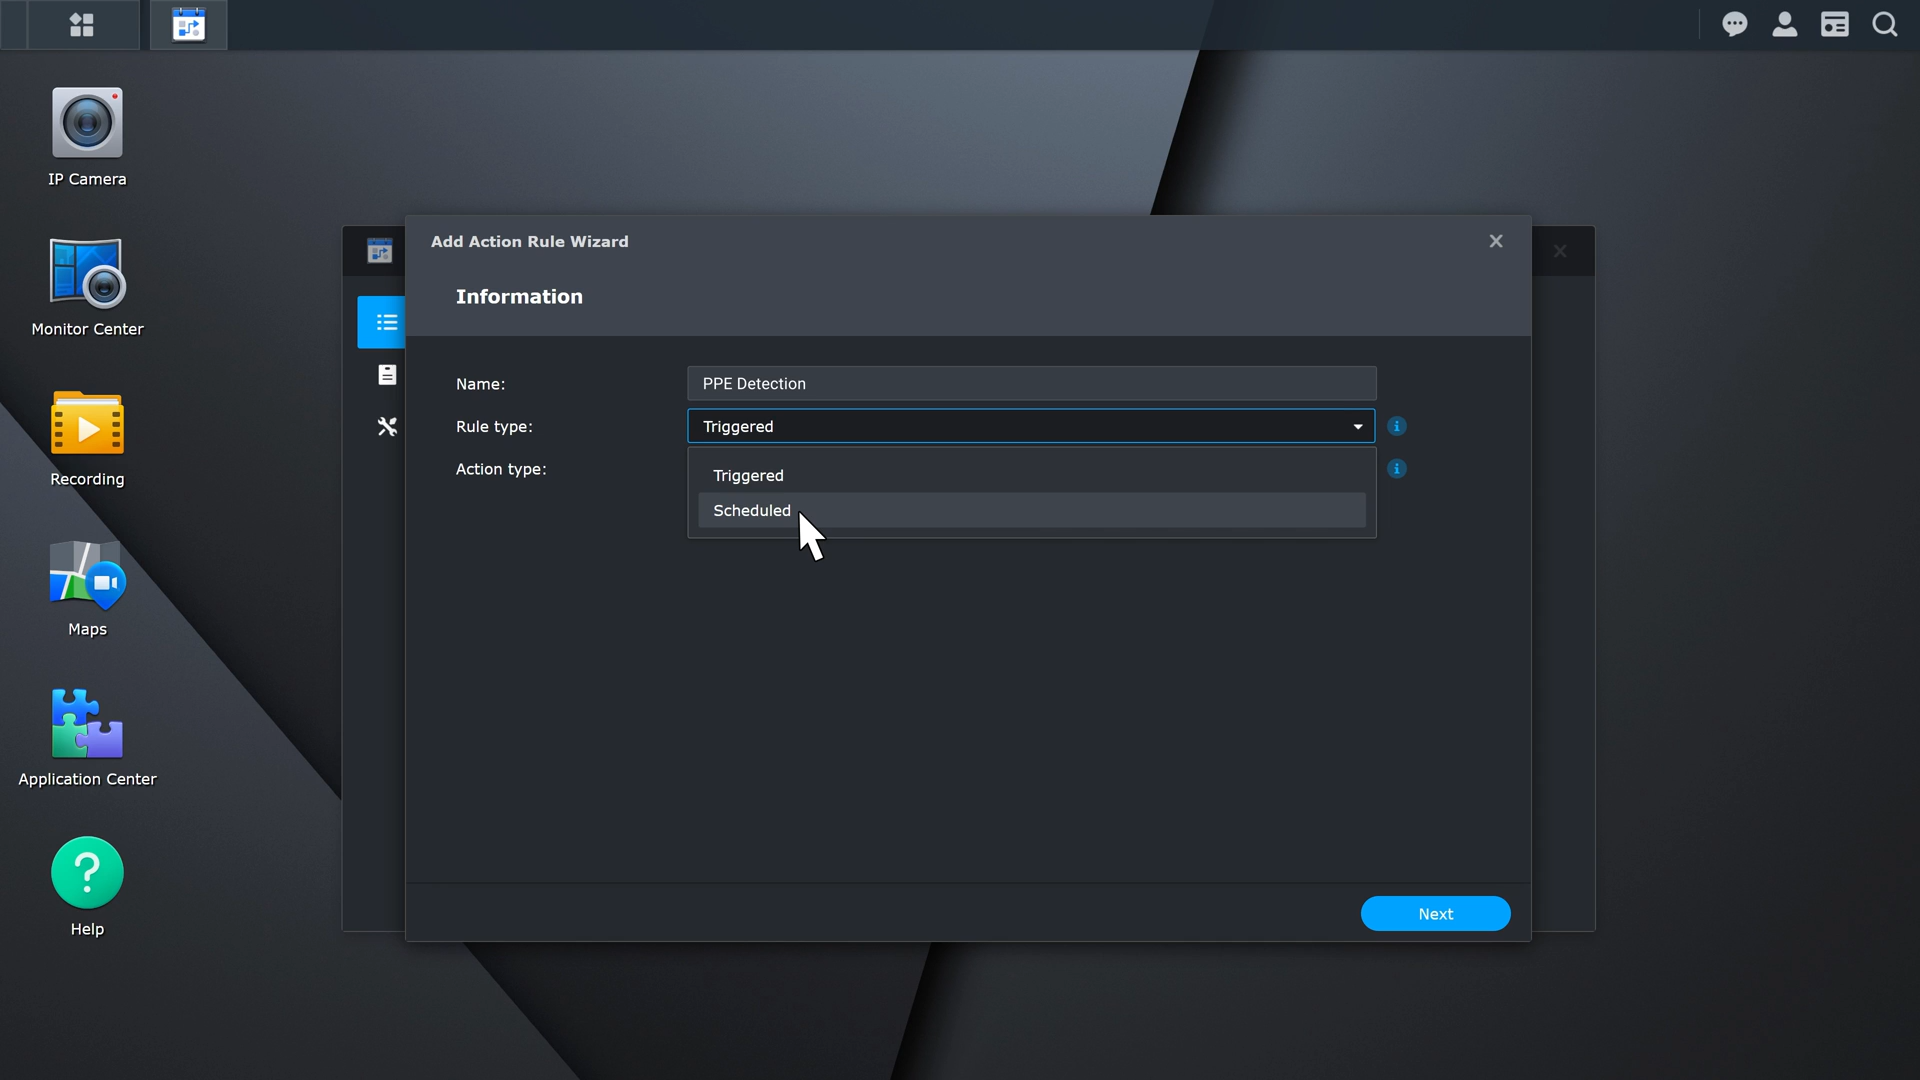 IP Camera
Monitor Center
Recording
Maps
Application Center
Help
Add Action Rule Wizard
Information
Name:
PPE Detection
Rule type:
Triggered
Action type:
Triggered
Scheduled
Next